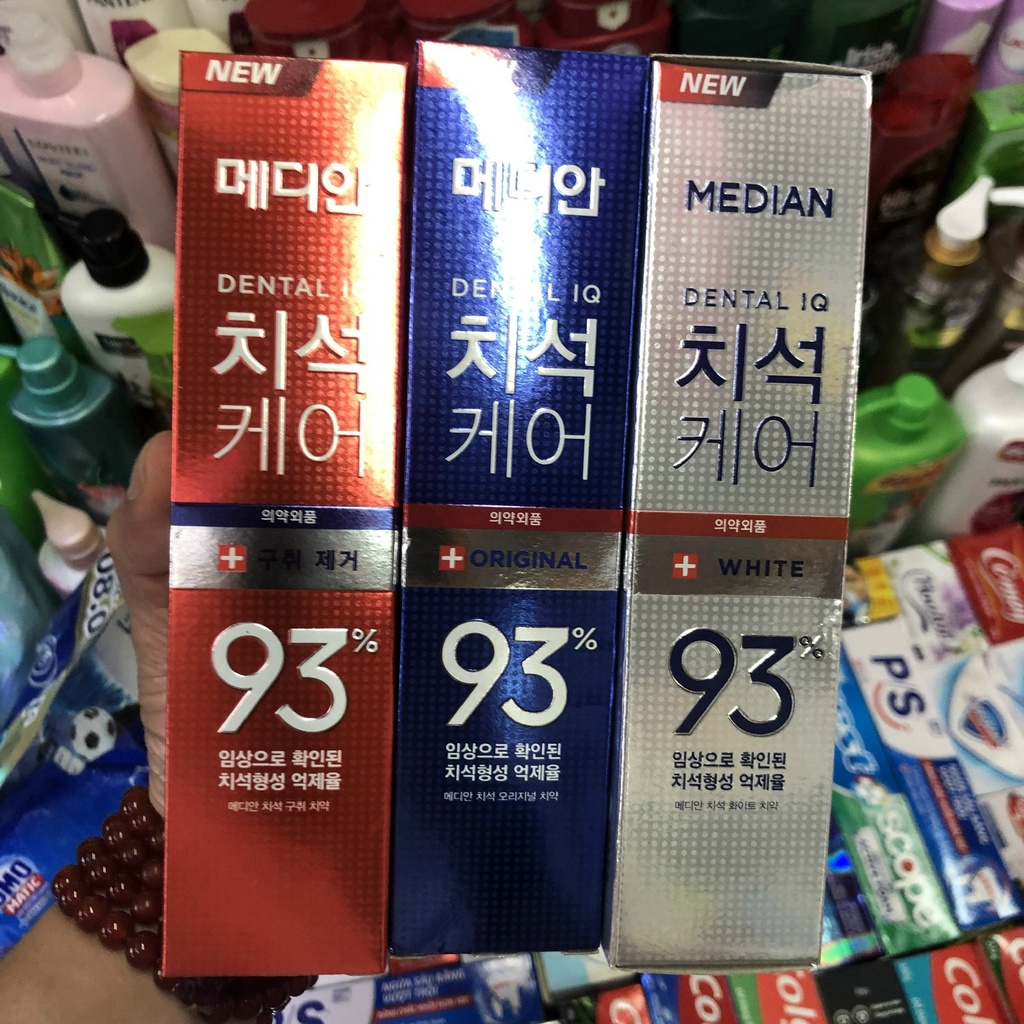 NEW
메디안
DENTAL IQ
치석
케어
의약외품
구취 제거
93%
임상으로 확인된
치석형성 억제율
메디안 치석 구취 치약
메디안
DENTAL IQ
치석
케어
의약외품
ORIGINAL
93%
임상으로 확인된
치석형성 억제율
메디안 치석 오리지널 치약
NEW
MEDIAN
DENTAL IQ
치석
케어
의약외품
WHITE
93%
임상으로 확인된
치석형성 억제율
메디안 치석 화이트 치약
PS
scope
OMO
MATIC